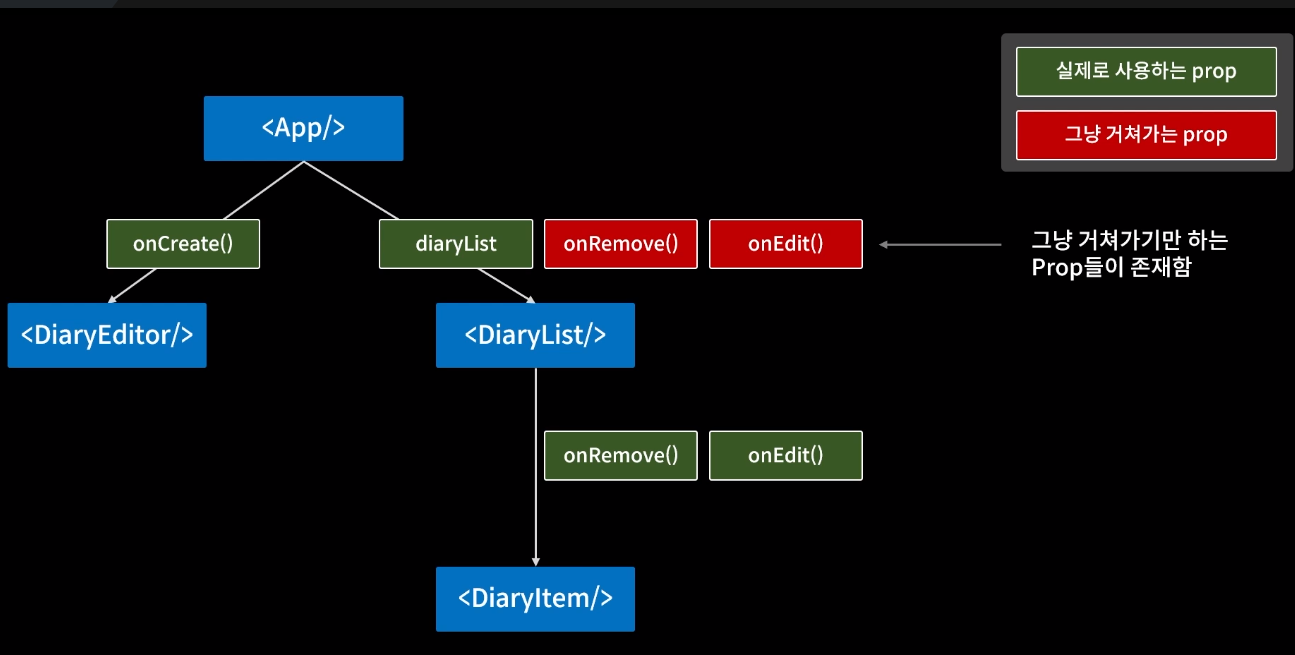 실제로 사용하는 prop
그냥 거쳐가는 prop
<App/>
onCreate()
diaryList
onRemove()
onEdit()
그냥 거쳐가기만 하는
Prop들이 존재함
<DiaryEditor/>
<DiaryList/>
onRemove()
onEdit()
<DiaryItem/>